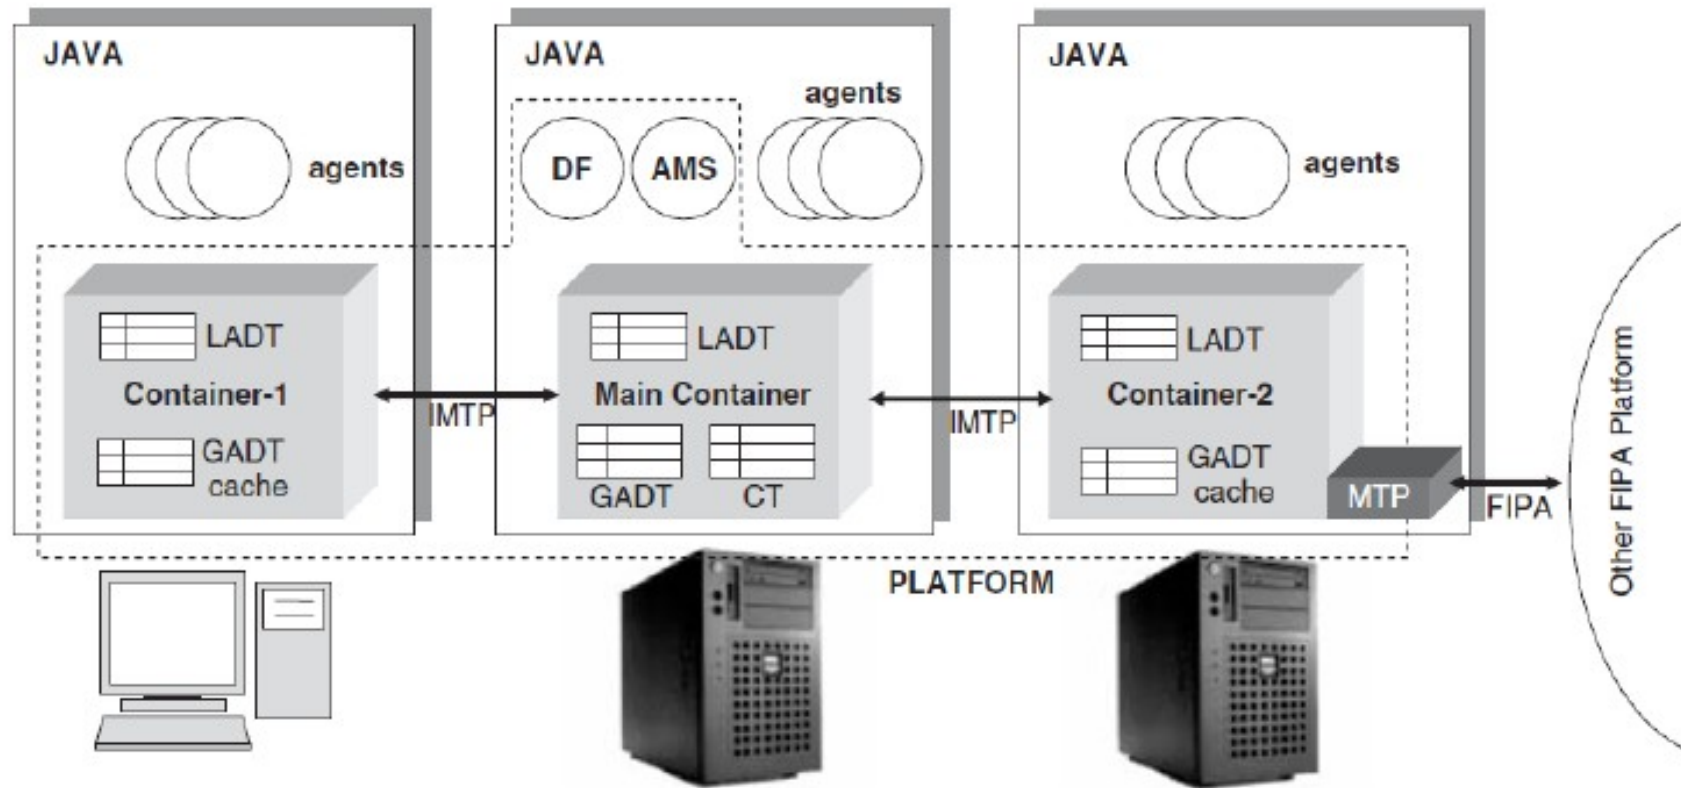 JAVA
agents
LADT
Container-1
GADT
cache
IMTP
JAVA
agents
DF
AMS
LADT
Main Container
GADT
CT
IMTP
JAVA
agents
LADT
Container-2
GADT
cache
MTP
FIPA
Other FIPA Platform
PLATFORM